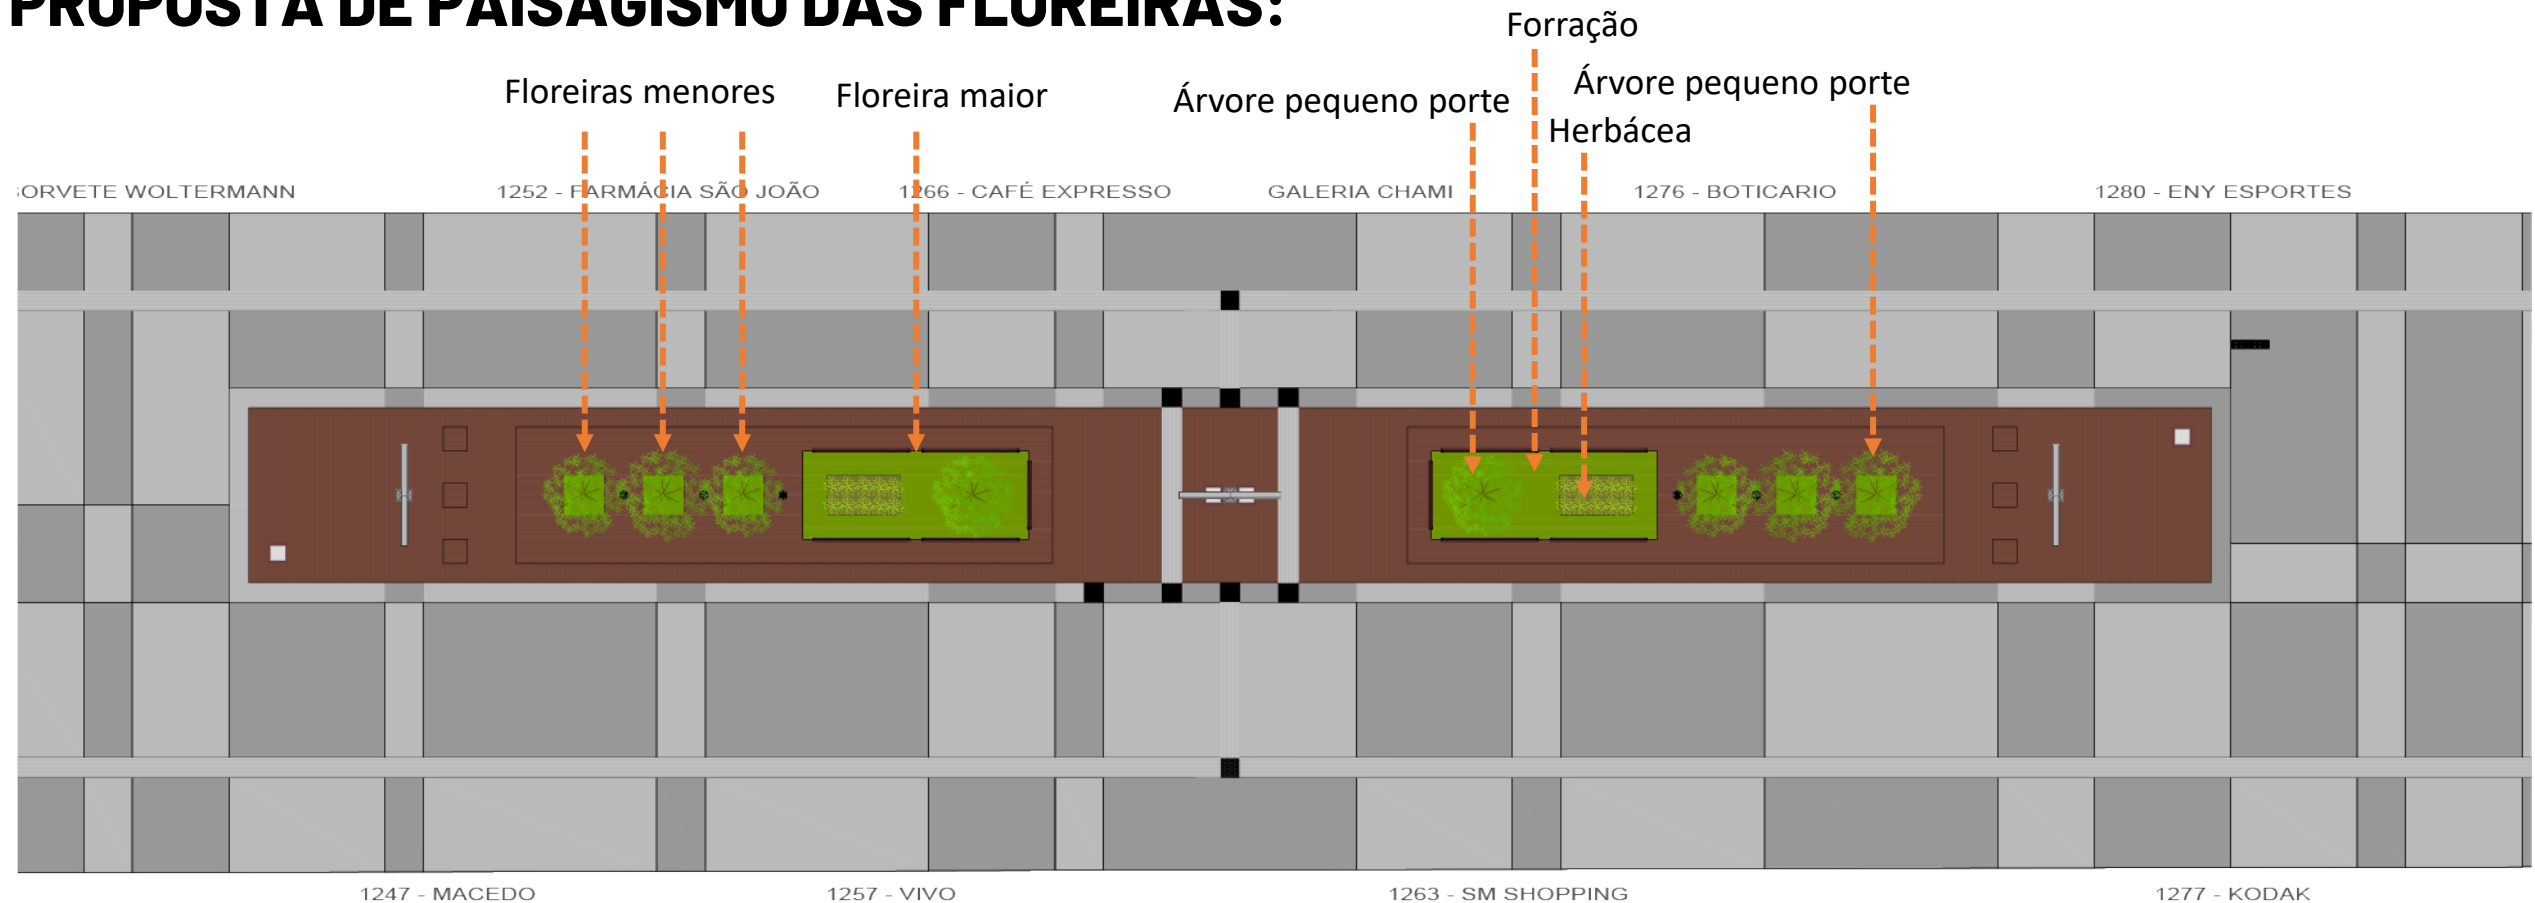 PROPOSTA DE PAISAGISMO DAS FLOREIRAS:
Forração
Floreiras menores
Floreira maior
Árvore pequeno porte
Árvore pequeno porte
Herbácea
SORVETE WOLTERMANN
1252 - FARMÁCIA SÃO JOÃO
1266 - CAFÉ EXPRESSO
GALERIA CHAMI
1276 - BOTICARIO
1280 - ENY ESPORTES
1247 - MACEDO
1257 - VIVO
1263 - SM SHOPPING
1277 - KODAK